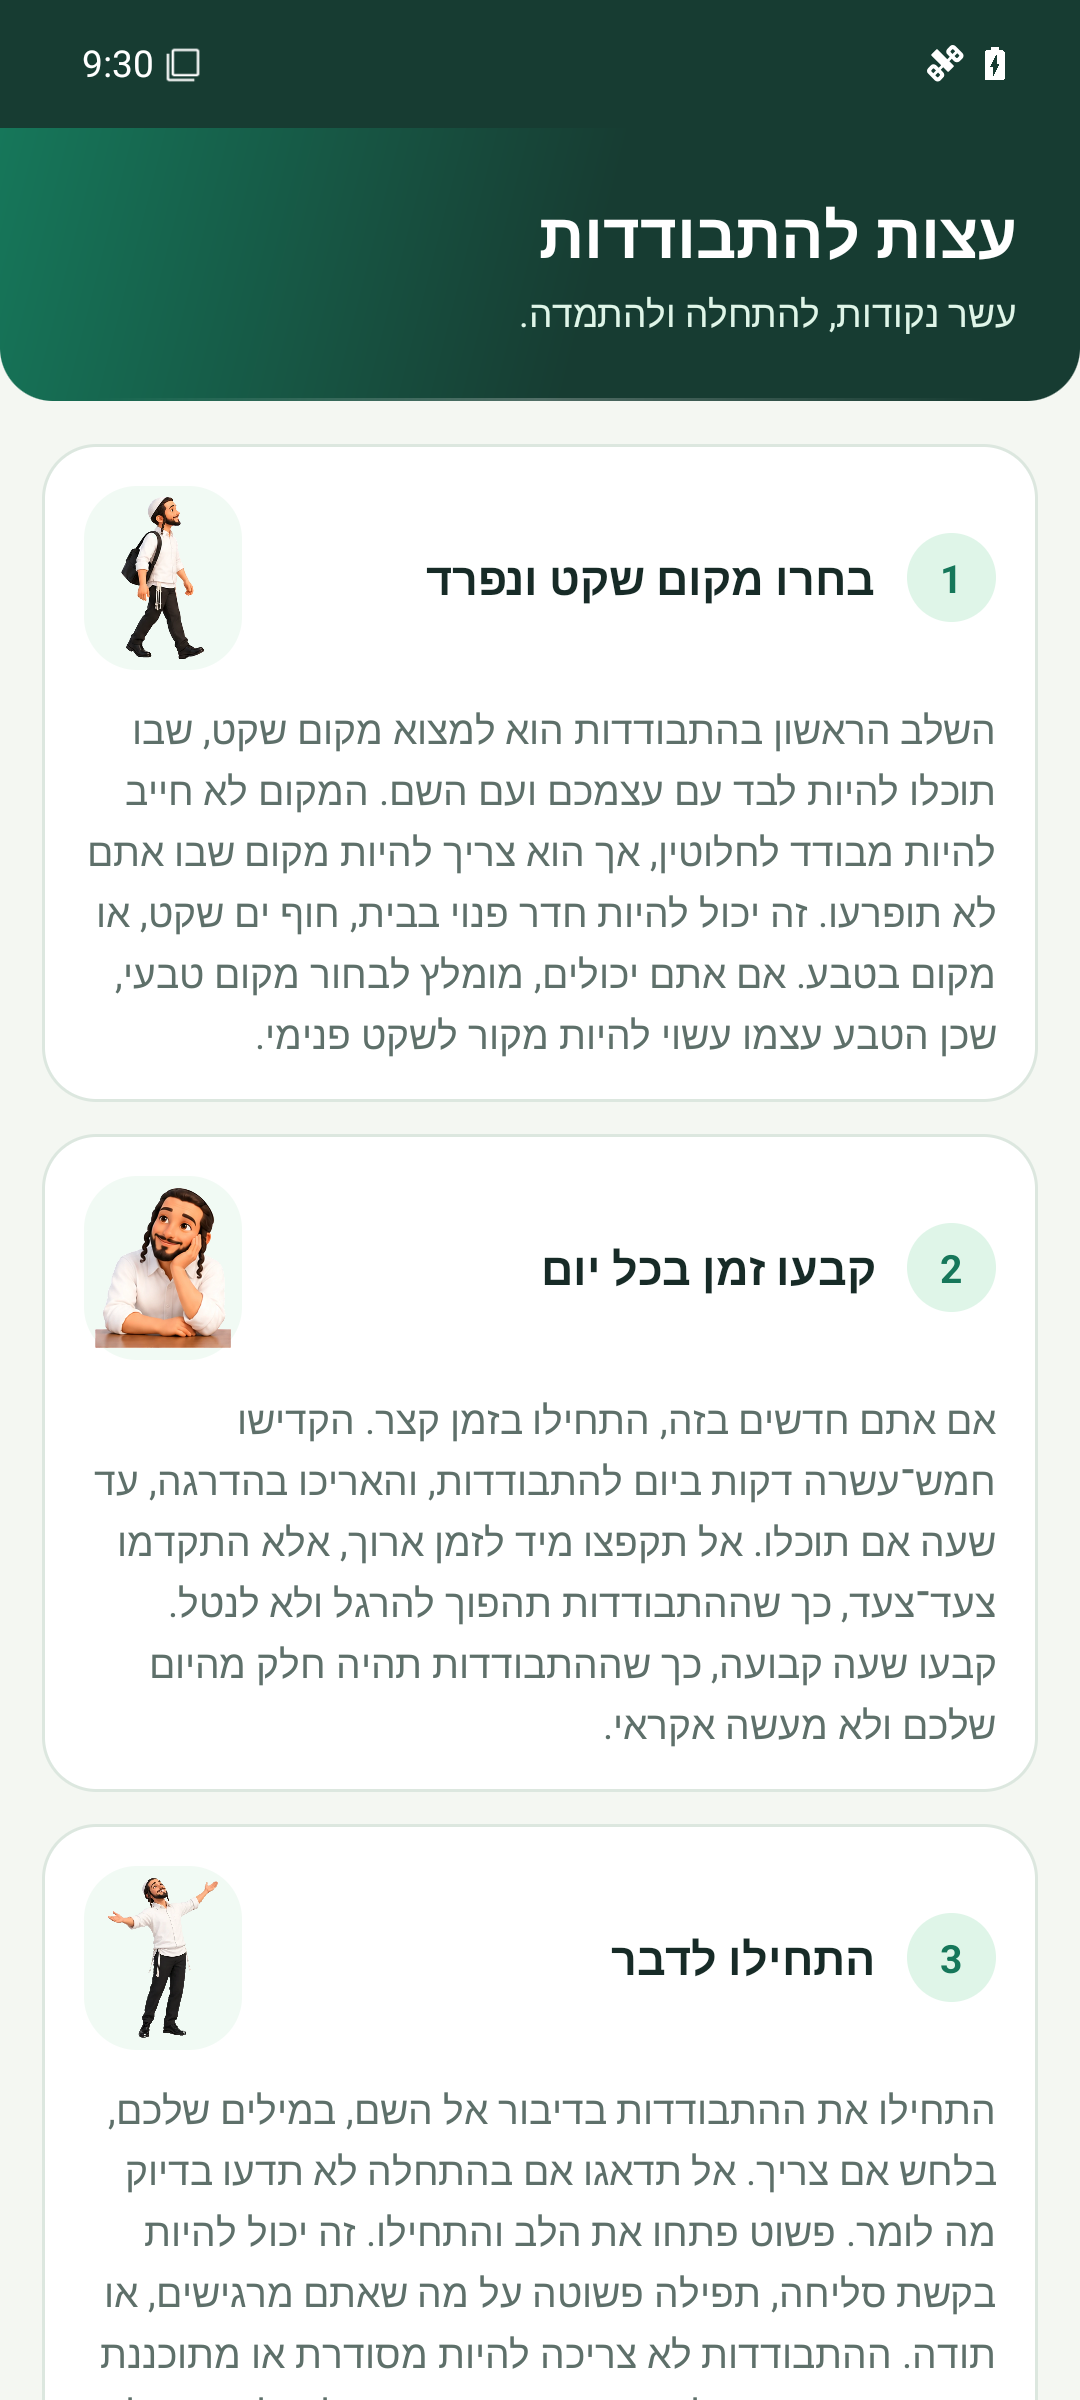 9:30
עצות להתבודדות
עשר נקודות, להתחלה ולהתמדה.
1
בחרו מקום שקט ונפרד
השלב הראשון בהתבודדות הוא למצוא מקום שקט, שבו
תוכלו להיות לבד עם עצמכם ועם השם. המקום לא חייב
להיות מבודד לחלוטין, אך הוא צריך להיות מקום שבו אתם
לא תופרעו. זה יכול להיות חדר פנוי בבית, חוף ים שקט, או
מקום בטבע. אם אתם יכולים, מומלץ לבחור מקום טבעי,
שכן הטבע עצמו עשוי להיות מקור לשקט פנימי.
2
קבעו זמן בכל יום
אם אתם חדשים בזה, התחילו בזמן קצר. הקדישו
חמש־עשרה דקות ביום להתבודדות, והאריכו בהדרגה, עד
שעה אם תוכלו. אל תקפצו מיד לזמן ארוך, אלא התקדמו
צעד־צעד, כך שההתבודדות תהפוך להרגל ולא לנטל.
קבעו שעה קבועה, כך שההתבודדות תהיה חלק מהיום
שלכם ולא מעשה אקראי.
3
התחילו לדבר
התחילו את ההתבודדות בדיבור אל השם, במילים שלכם,
בלחש אם צריך. אל תדאגו אם בהתחלה לא תדעו בדיוק
מה לומר. פשוט פתחו את הלב והתחילו. זה יכול להיות
בקשת סליחה, תפילה פשוטה על מה שאתם מרגישים, או
תודה. ההתבודדות לא צריכה להיות מסודרת או מתוכננת